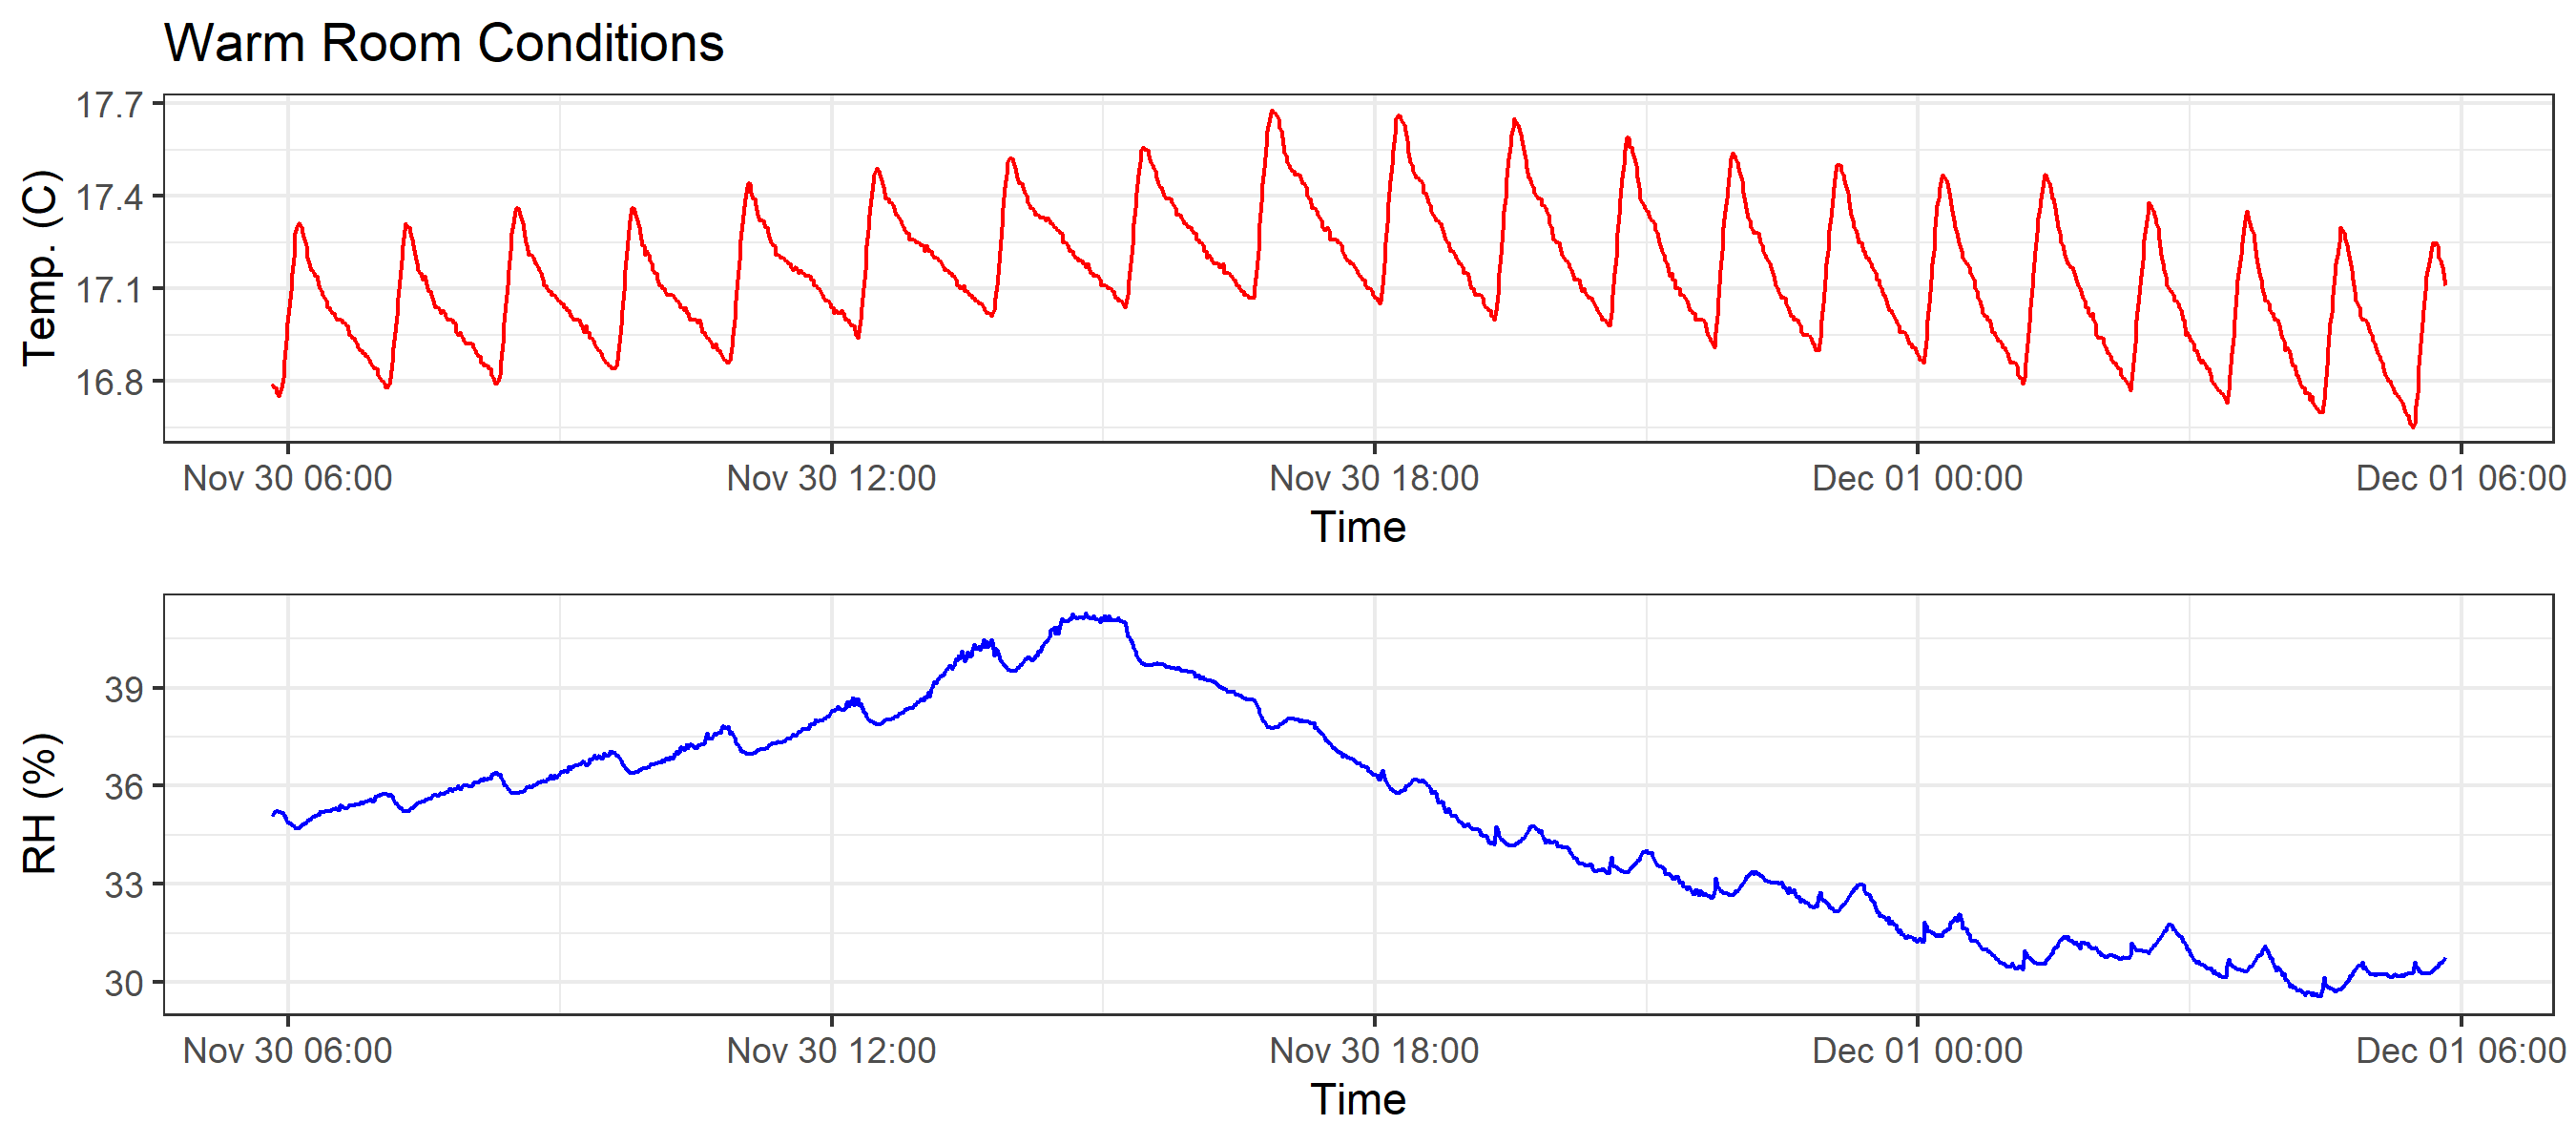 Warm Room Conditions
Temp. (C)
17.7
17.4
17.1
16.8
Nov 30 06:00 Nov 30 12:00 Nov 30 18:00 Dec 01 00:00 Dec 01 06:00
Time
RH (%)
39
36
33
30
Nov 30 06:00 Nov 30 12:00 Nov 30 18:00 Dec 01 00:00 Dec 01 06:00
Time